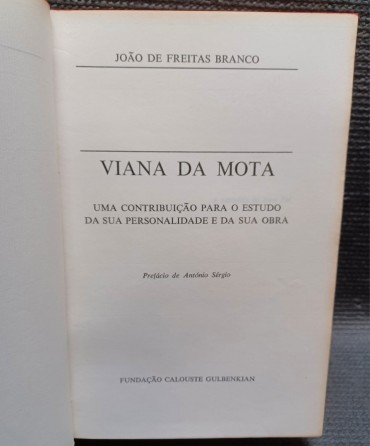 JOÃO DE FREITAS BRANCO
VIANA DA MOTA
UMA CONTRIBUIÇÃO PARA O ESTUDO
DA SUA PERSONALIDADE E DA SUA OBRA
Prefácio de António Sérgio
FUNDAÇÃO CALOUSTE GULBENKIAN